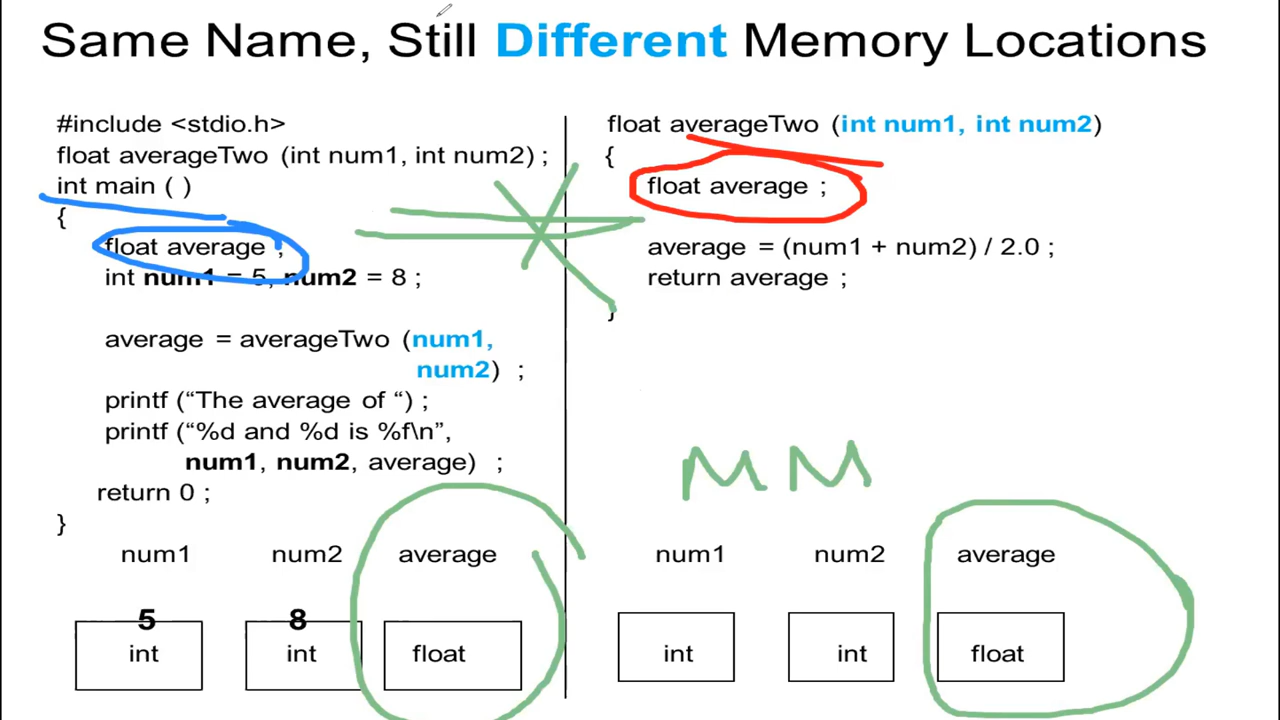 Same Name, Still Different Memory Locations
#include <stdio.h>
float averageTwo (int num1, int num2) ;
int main ( )
{
float average ;
int num1 = 5, num2 = 8 ;
average = averageTwo (num1,
num2) ;
printf (“The average of “) ;
printf (“%d and %d is %f\n”,
num1, num2, average) ;
return 0 ;
}
num1 num2 average
5 8
int int float
float averageTwo (int num1, int num2)
{
float average ;
average = (num1 + num2) / 2.0 ;
return average ;
}
MM
num1 num2 average
int int float